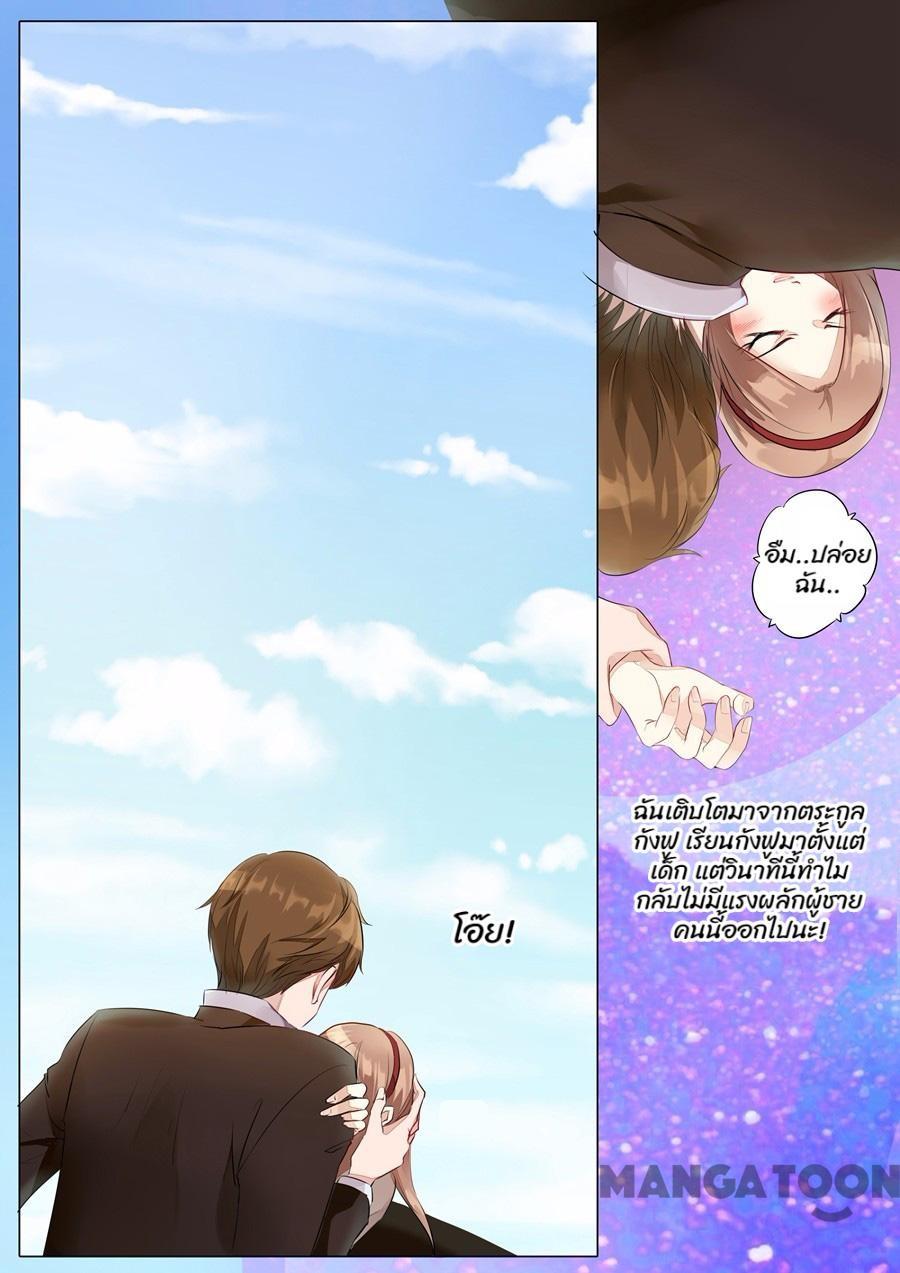 อืม..ปล่อย
ฉัน..
ฉันเติบโตมาจากตระกูล
กังฟู เรียนกังฟูมาตั้งแต่
เด็ก แต่วินาทีนี้ทำไม
กลับไม่มีแรงผลักผู้ชาย
คนนี้ออกไปนะ!
โอ๊ย!
MANGATOON